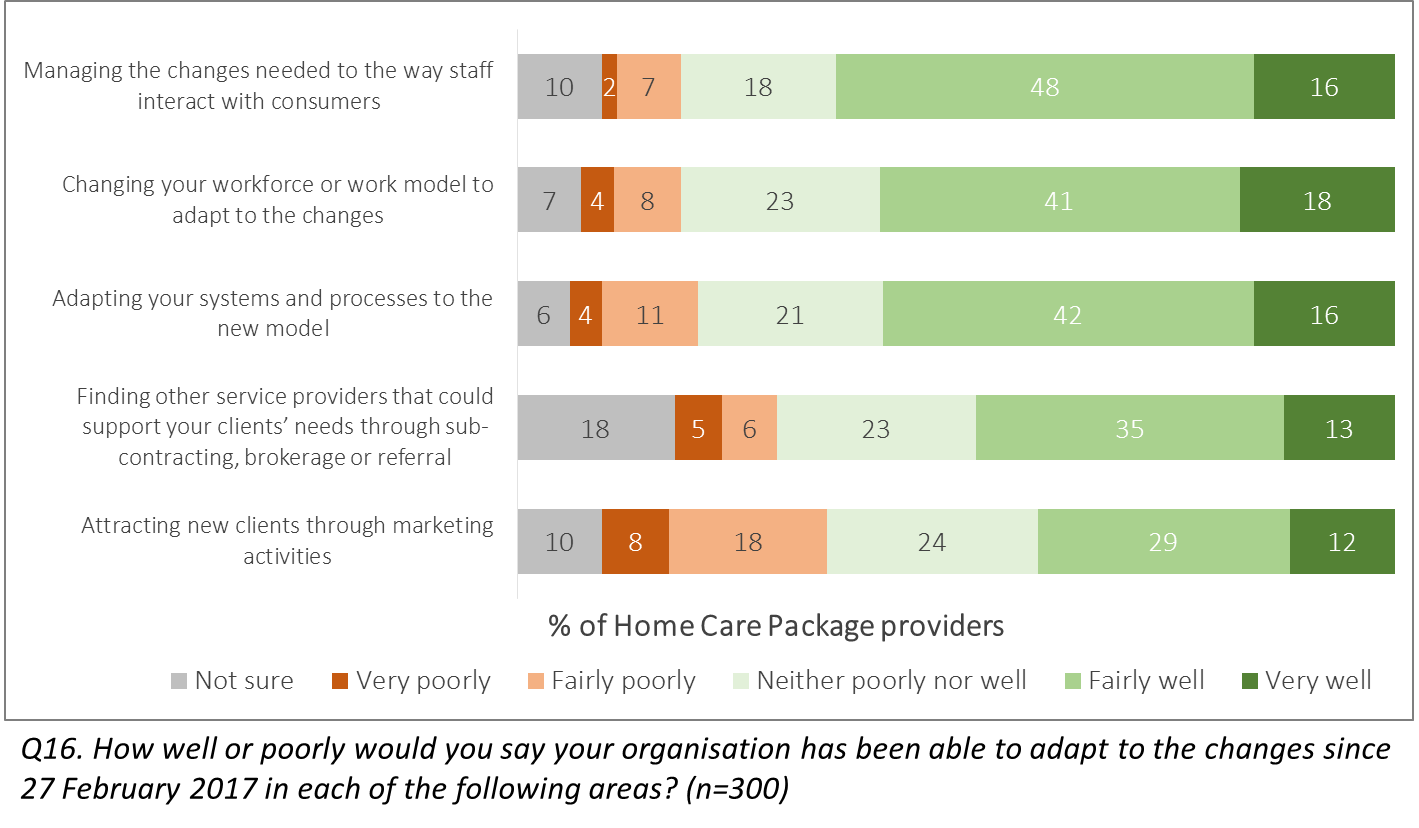 Managing the changes needed to the way staff
interact with consumers
10 2 7 18 48 16
Changing your workforce or work model to
adapt to the changes
7 4 8 23 41 18
Adapting your systems and processes to the
new model
6 4 11 21 42 16
Finding other service providers that could
support your clients’ needs through sub-
contracting, brokerage or referral
18 5 6 23 35 13
Attracting new clients through marketing
activities
10 8 18 24 29 12
% of Home Care Package providers
Not sure Very poorly Fairly poorly Neither poorly nor well Fairly well Very well
Q16. How well or poorly would you say your organisation has been able to adapt to the changes since
27 February 2017 in each of the following areas? (n=300)